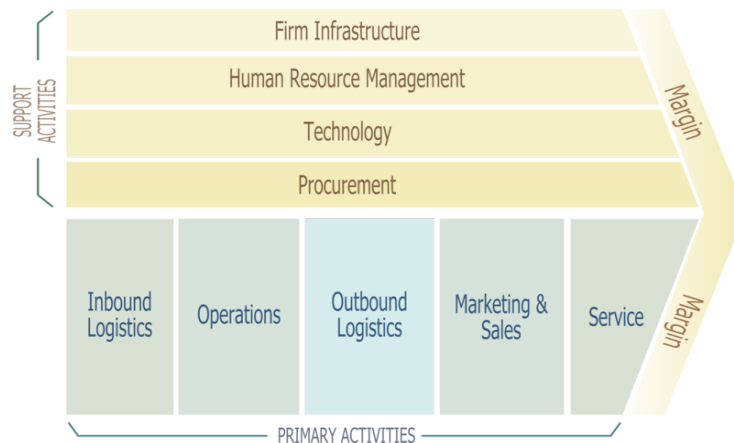 Firm Infrastructure
Human Resource Management
Technology
Procurement
SUPPORT
ACTIVITIES
Margin
Inbound
Logistics
Operations
Outbound
Logistics
Marketing &
Sales
Service
Margin
PRIMARY ACTIVITIES